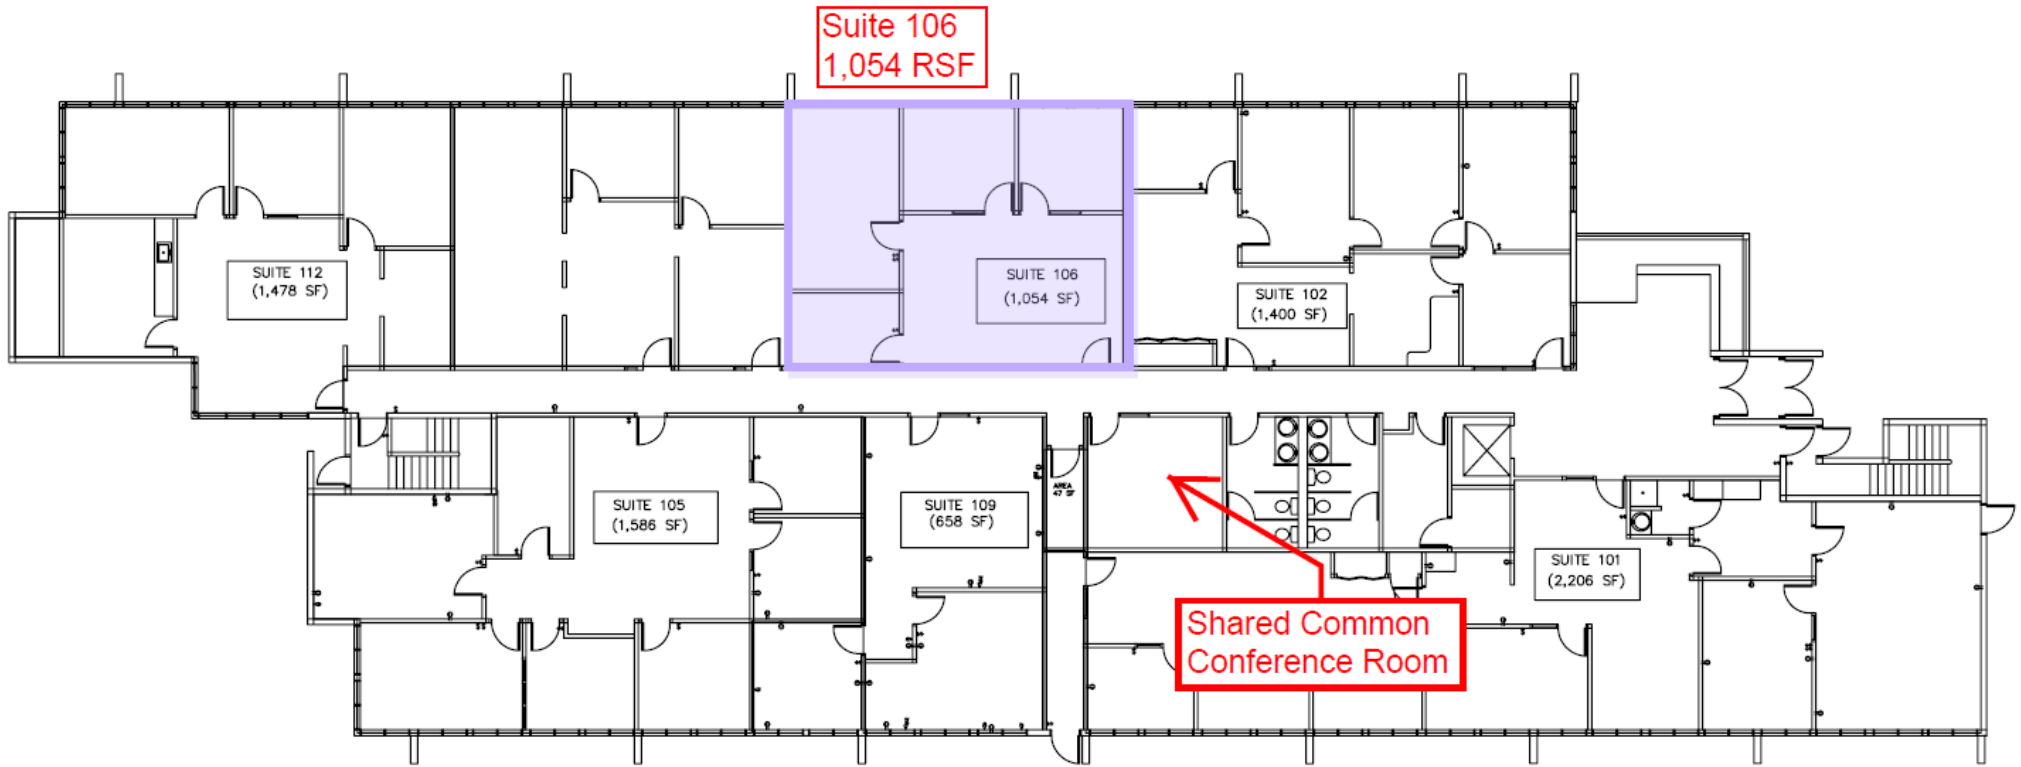 Suite 106
1,054 RSF
SUITE 112
(1,478 SF)
SUITE 106
(1,054 SF)
SUITE 102
(1,400 SF)
SUITE 105
(1,586 SF)
SUITE 109
(658 SF)
AREA
47 SF
SUITE 101
(2,206 SF)
Shared Common
Conference Room